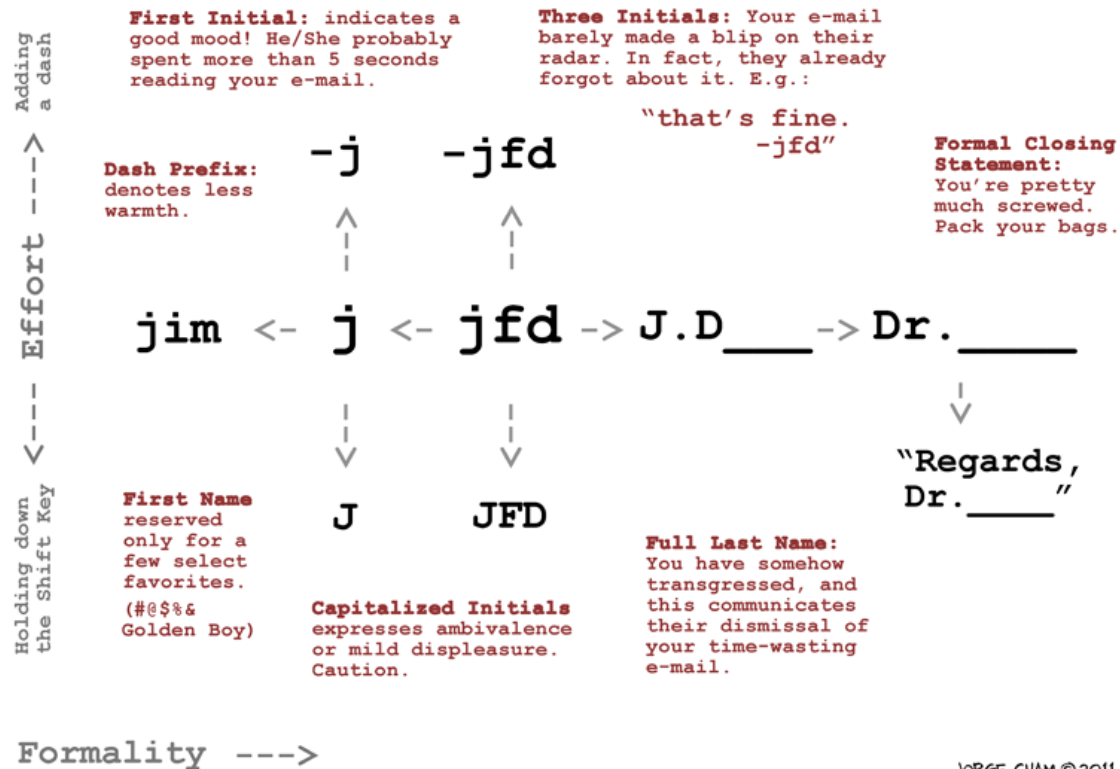 First Initial: indicates a
good mood! He/She probably
spent more than 5 seconds
reading your e-mail.
Three Initials: Your e-mail
barely made a blip on their
radar. In fact, they already
forgot about it. E.g.:
“that's fine.
-jfd”
Adding
a dash
Dash Prefix:
denotes less
warmth.
-j
-jfd
Formal Closing
Statement:
You're pretty
much screwed.
Pack your bags.
<---- Effort ---->
jim <- j <- jfd -> J.D____ -> Dr._____
“Regards,
Dr.____”
Holding down
the Shift Key
First Name
reserved
only for a
few select
favorites.
(#@$%&
Golden Boy)
J
JFD
Capitalized Initials
expresses ambivalence
or mild displeasure.
Caution.
Full Last Name:
You have somehow
transgressed, and
this communicates
their dismissal of
your time-wasting
e-mail.
Formality --->
JORGE CHAM © 2011